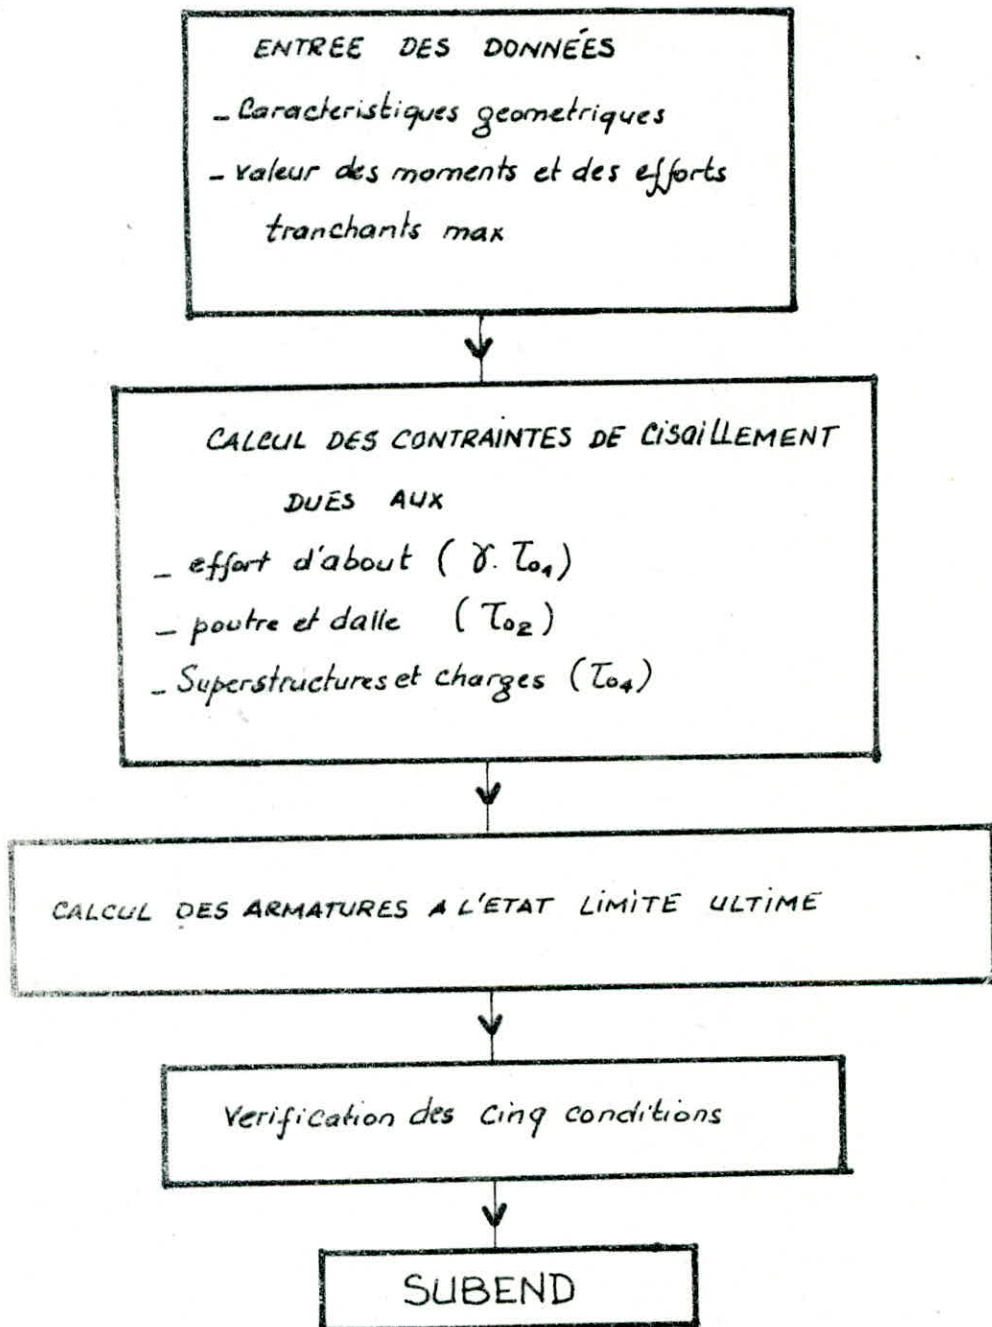 ENTREE DES DONNÉES
- Caracteristiques geometriques
- valeur des moments et des efforts
tranchants max
CALCUL DES CONTRAINTES DE CISAILLEMENT
DUES AUX
- effort d'about ( γ. τ₀₁)
- poutre et dalle ( τ₀₂)
- Superstructures et charges (τ₀₄)
CALCUL DES ARMATURES A L'ETAT LIMITE ULTIME
Verification des cinq conditions
SUBEND